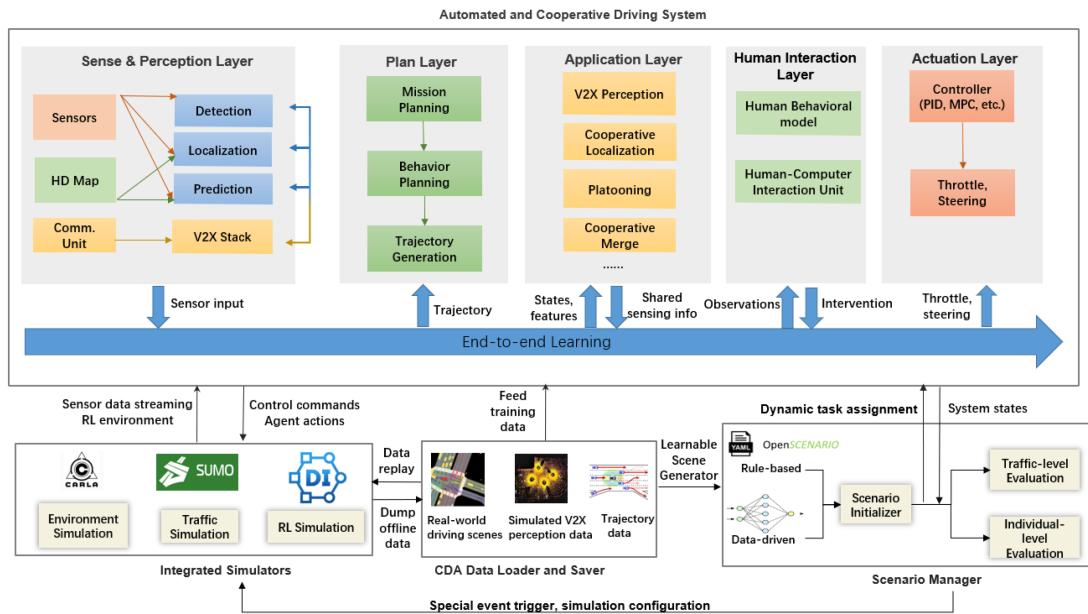 Automated and Cooperative Driving System
Sense & Perception Layer
Sensors
HD Map
Comm.
Unit
Detection
Localization
Prediction
V2X Stack
Plan Layer
Mission
Planning
Behavior
Planning
Trajectory
Generation
Application Layer
V2X Perception
Cooperative
Localization
Platooning
Cooperative
Merge
......
Human Interaction
Layer
Human Behavioral
model
Human-Computer
Interaction Unit
Actuation Layer
Controller
(PID, MPC, etc.)
Throttle,
Steering
Sensor input
Trajectory
States,
features
Shared
sensing info
Observations
Intervention
Throttle,
steering
End-to-end Learning
Sensor data streaming
RL environment
Control commands
Agent actions
Feed
training
data
Dynamic task assignment
System states
CARLA
SUMO
DI
Environment
Simulation
Traffic
Simulation
RL Simulation
Integrated Simulators
Data
replay
Dump
offline
data
Real-world
driving scenes
Simulated V2X
perception data
Trajectory
data
CDA Data Loader and Saver
Learnable
Scene
Generator
YAML
OpenSCENARIO
Rule-based
Data-driven
Scenario
Initializer
Traffic-level
Evaluation
Individual-
level
Evaluation
Scenario Manager
Special event trigger, simulation configuration